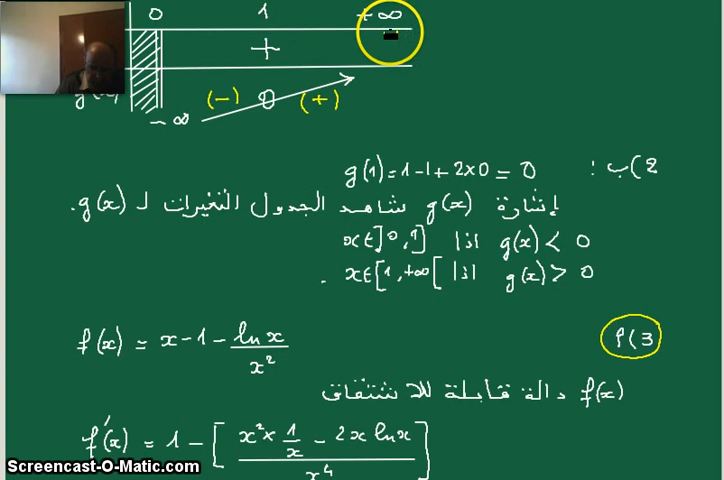 0 1 +∞
+
g(x) -∞ (-) 0 (+)
2) ب : g(1)=1-1+2×0=0
إشارة g(x) شاهد الجدول التغيرات لـ g(x).
g(x) < 0 اذا x∈]0,1]
g(x) > 0 اذا x∈[1,+∞[ .
3) أ
f(x) = x-1-lnx/x²
f(x) دالة قابلة للاشتقاق
f'(x) = 1-[(x²×1/x-2x lnx)/x⁴]
Screencast-O-Matic.com